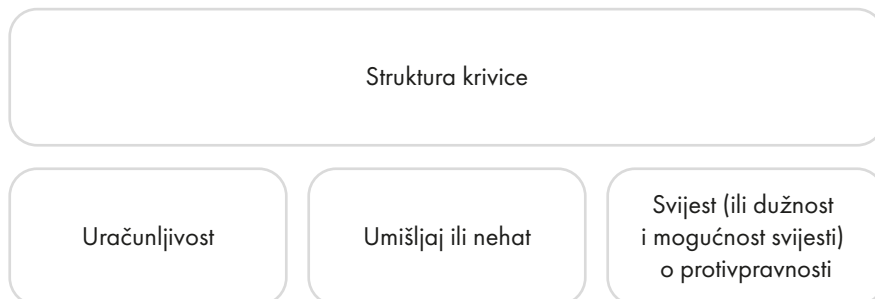 Struktura krivice
Uračunljivost
Umišljaj ili nehat
Svijest (ili dužnost
i mogućnost svijesti)
o protivpravnosti